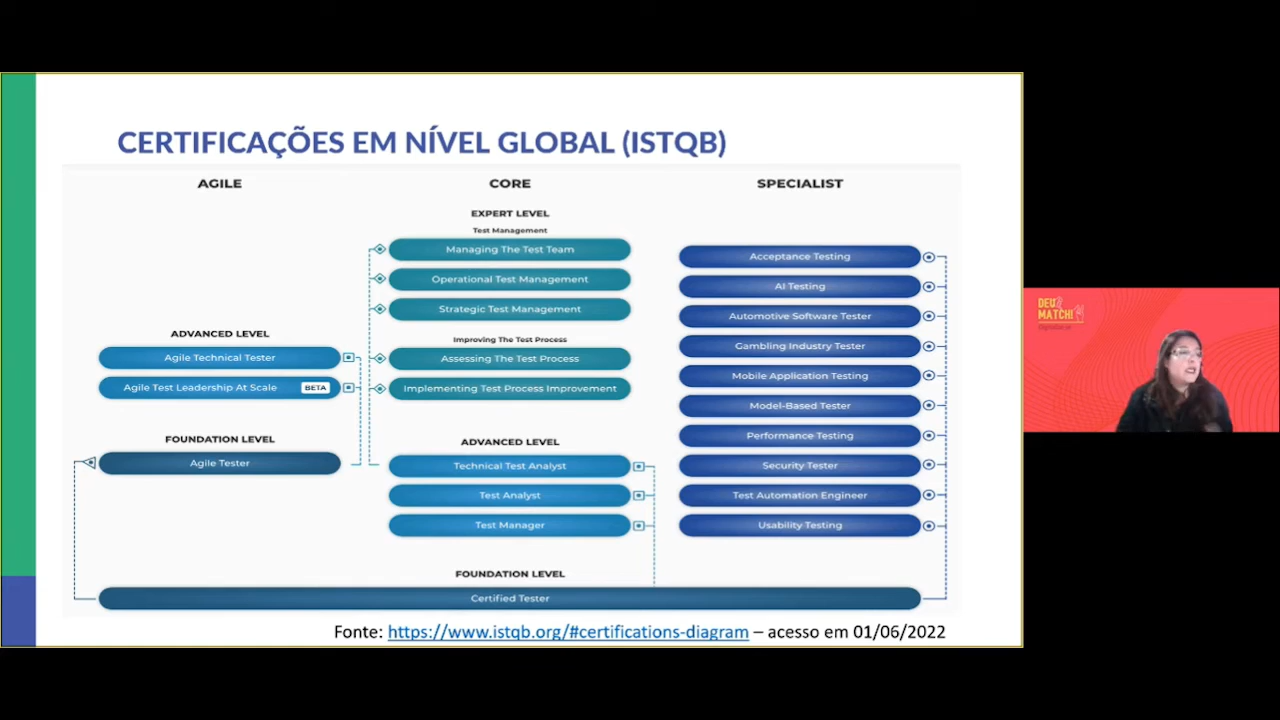 CERTIFICAÇÕES EM NÍVEL GLOBAL (ISTQB)
AGILE
CORE
SPECIALIST
EXPERT LEVEL
Test Management
Managing The Test Team
Operational Test Management
Strategic Test Management
Improving The Test Process
Assessing The Test Process
Implementing Test Process Improvement
ADVANCED LEVEL
Agile Technical Tester
Agile Test Leadership At Scale BETA
FOUNDATION LEVEL
Agile Tester
ADVANCED LEVEL
Technical Test Analyst
Test Analyst
Test Manager
Acceptance Testing
AI Testing
Automotive Software Tester
Gambling Industry Tester
Mobile Application Testing
Model-Based Tester
Performance Testing
Security Tester
Test Automation Engineer
Usability Testing
FOUNDATION LEVEL
Certified Tester
Fonte: https://www.istqb.org/#certifications-diagram – acesso em 01/06/2022
DEU
MATCH!